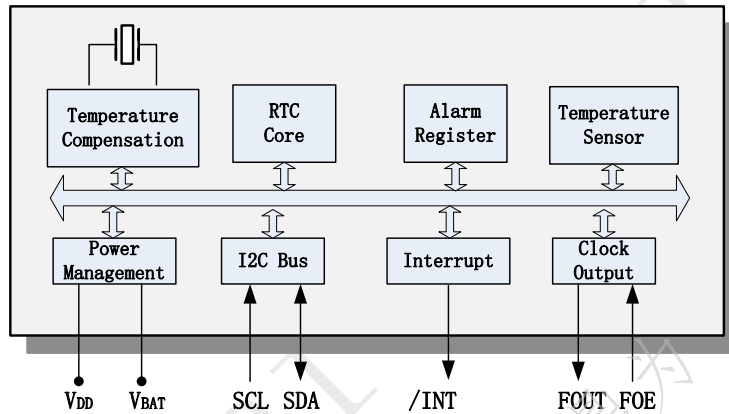 Temperature
Compensation
RTC
Core
Alarm
Register
Temperature
Sensor
Power
Management
I2C Bus
Interrupt
Clock
Output
VDD VBAT SCL SDA /INT FOUT FOE